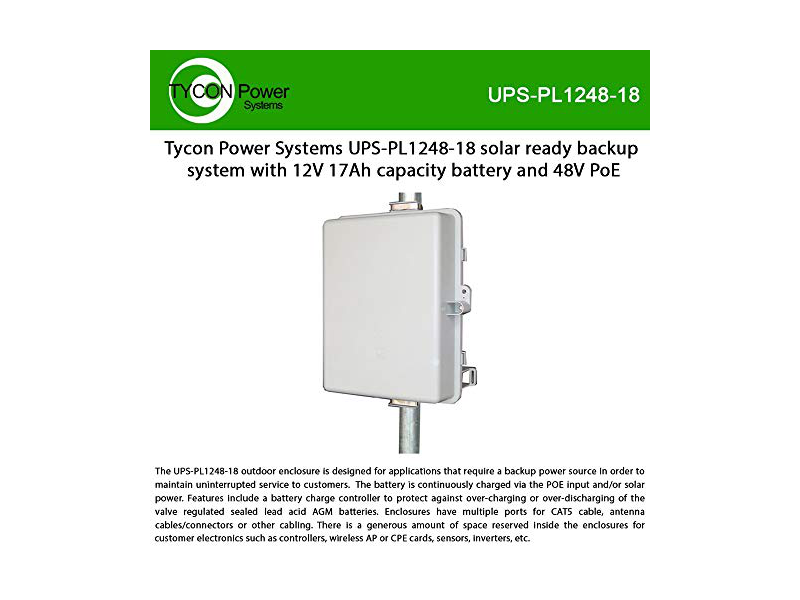 TYCON Power
Systems
UPS-PL1248-18
Tycon Power Systems UPS-PL1248-18 solar ready backup
system with 12V 17Ah capacity battery and 48V PoE
The UPS-PL1248-18 outdoor enclosure is designed for applications that require a backup power source in order to
maintain uninterrupted service to customers. The battery is continuously charged via the POE input and/or solar
power. Features include a battery charge controller to protect against over-charging or over-discharging of the
valve regulated sealed lead acid AGM batteries. Enclosures have multiple ports for CAT5 cable, antenna
cables/connectors or other cabling. There is a generous amount of space reserved inside the enclosures for
customer electronics such as controllers, wireless AP or CPE cards, sensors, inverters, etc.